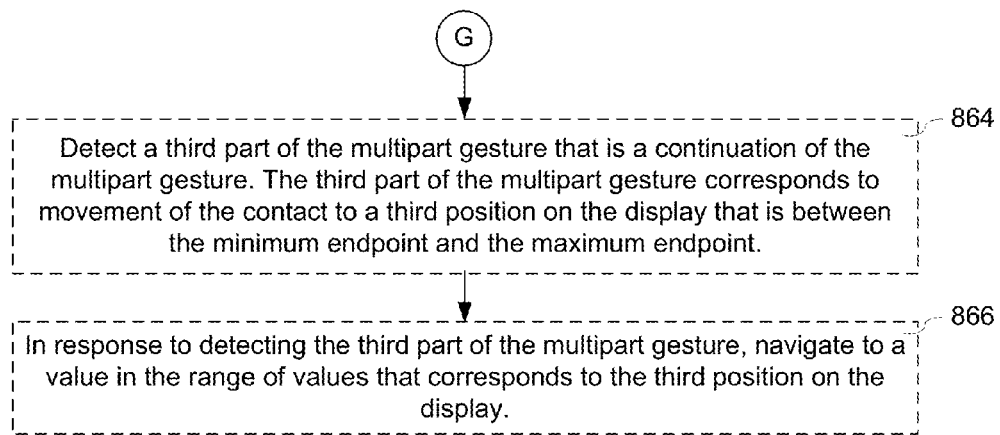 G
864
Detect a third part of the multipart gesture that is a continuation of the
multipart gesture. The third part of the multipart gesture corresponds to
movement of the contact to a third position on the display that is between
the minimum endpoint and the maximum endpoint.
866
In response to detecting the third part of the multipart gesture, navigate to a
value in the range of values that corresponds to the third position on the
display.